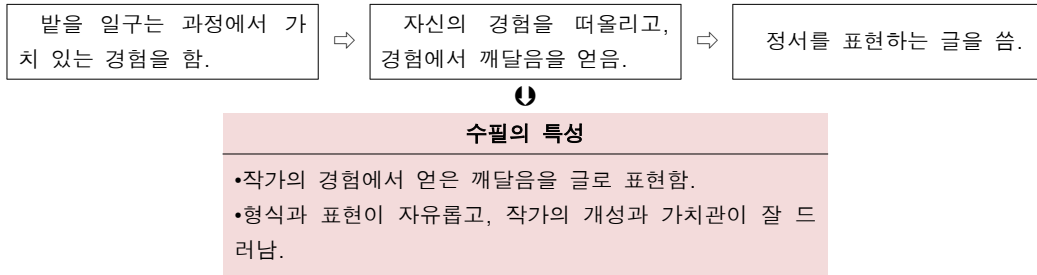 밭을 일구는 과정에서 가
치 있는 경험을 함.
⇨
자신의 경험을 떠올리고,
경험에서 깨달음을 얻음.
⇨
정서를 표현하는 글을 씀.
수필의 특성
•작가의 경험에서 얻은 깨달음을 글로 표현함.
•형식과 표현이 자유롭고, 작가의 개성과 가치관이 잘 드
러남.